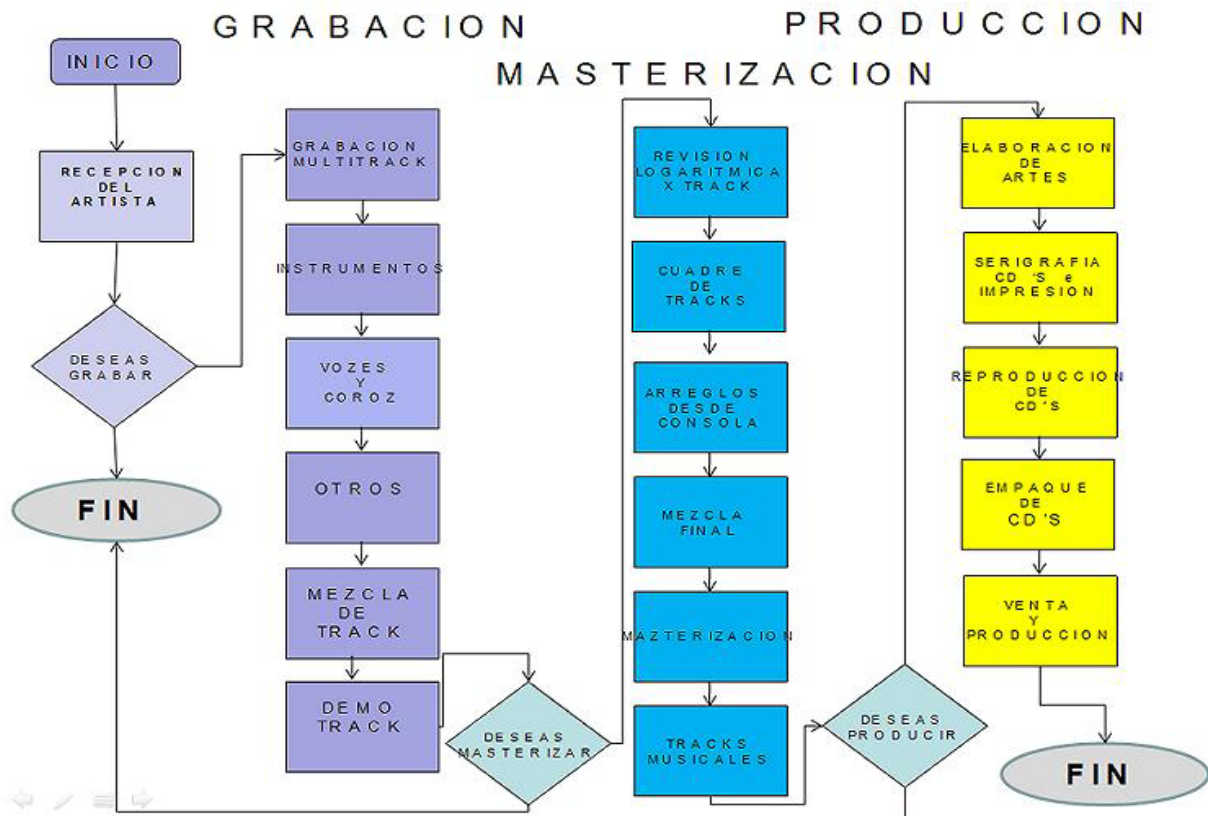 GRABACION
PRODUCCION
MASTERIZACION
INICIO
RECEPCION
DEL
ARTISTA
DESEAS
GRABAR
FIN
GRABACION
MULTITRACK
INSTRUMENTOS
VOZES
Y
COROZ
OTROS
MEZCLA
DE
TRACK
DEMO
TRACK
DESEAS
MASTERIZAR
REVISION
LOGARITMICA
X TRACK
CUADRE
DE
TRACKS
ARREGLOS
DESDE
CONSOLA
MEZCLA
FINAL
MAZTERIZACION
TRACKS
MUSICALES
DESEAS
PRODUCIR
ELABORACION
DE
ARTES
SERIGRAFIA
CD´S e
IMPRESION
REPRODUCCION
DE
CD´S
EMPAQUE
DE
CD´S
VENTA
Y
PRODUCCION
FIN